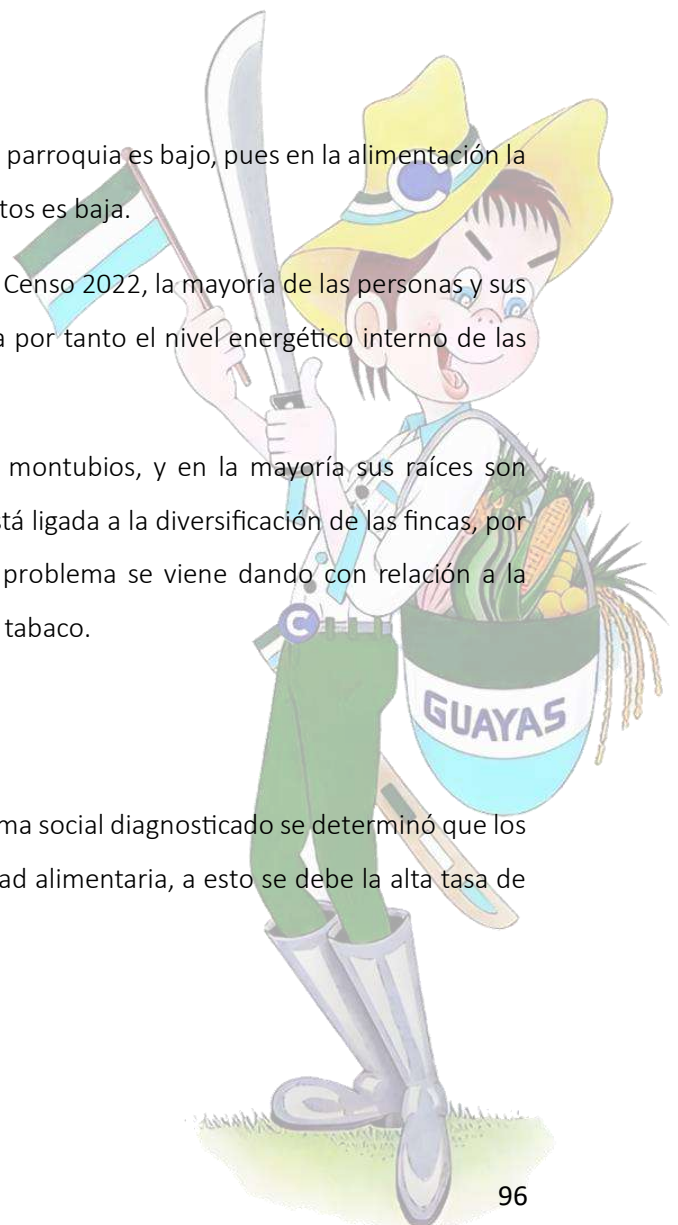 parroquia es bajo, pues en la alimentación la
tos es baja.
Censo 2022, la mayoría de las personas y sus
a por tanto el nivel energético interno de las
montubios, y en la mayoría sus raíces son
stá ligada a la diversificación de las fincas, por
problema se viene dando con relación a la
tabaco.
C
GUAYAS
ma social diagnosticado se determinó que los
ad alimentaria, a esto se debe la alta tasa de
96